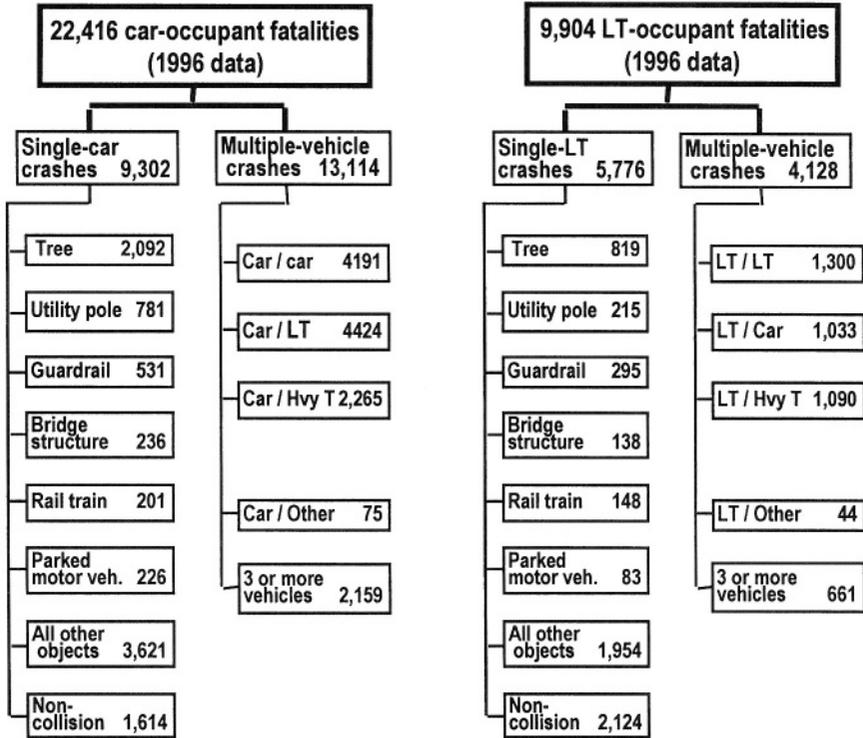 22,416 car-occupant fatalities
(1996 data)
Single-car
crashes 9,302
Multiple-vehicle
crashes 13,114
Tree 2,092
Utility pole 781
Guardrail 531
Bridge
structure 236
Rail train 201
Parked
motor veh. 226
All other
objects 3,621
Non-
collision 1,614
Car / car 4191
Car / LT 4424
Car / Hvy T 2,265
Car / Other 75
3 or more
vehicles 2,159
9,904 LT-occupant fatalities
(1996 data)
Single-LT
crashes 5,776
Multiple-vehicle
crashes 4,128
Tree 819
Utility pole 215
Guardrail 295
Bridge
structure 138
Rail train 148
Parked
motor veh. 83
All other
objects 1,954
Non-
collision 2,124
LT / LT 1,300
LT / Car 1,033
LT / Hvy T 1,090
LT / Other 44
3 or more
vehicles 661